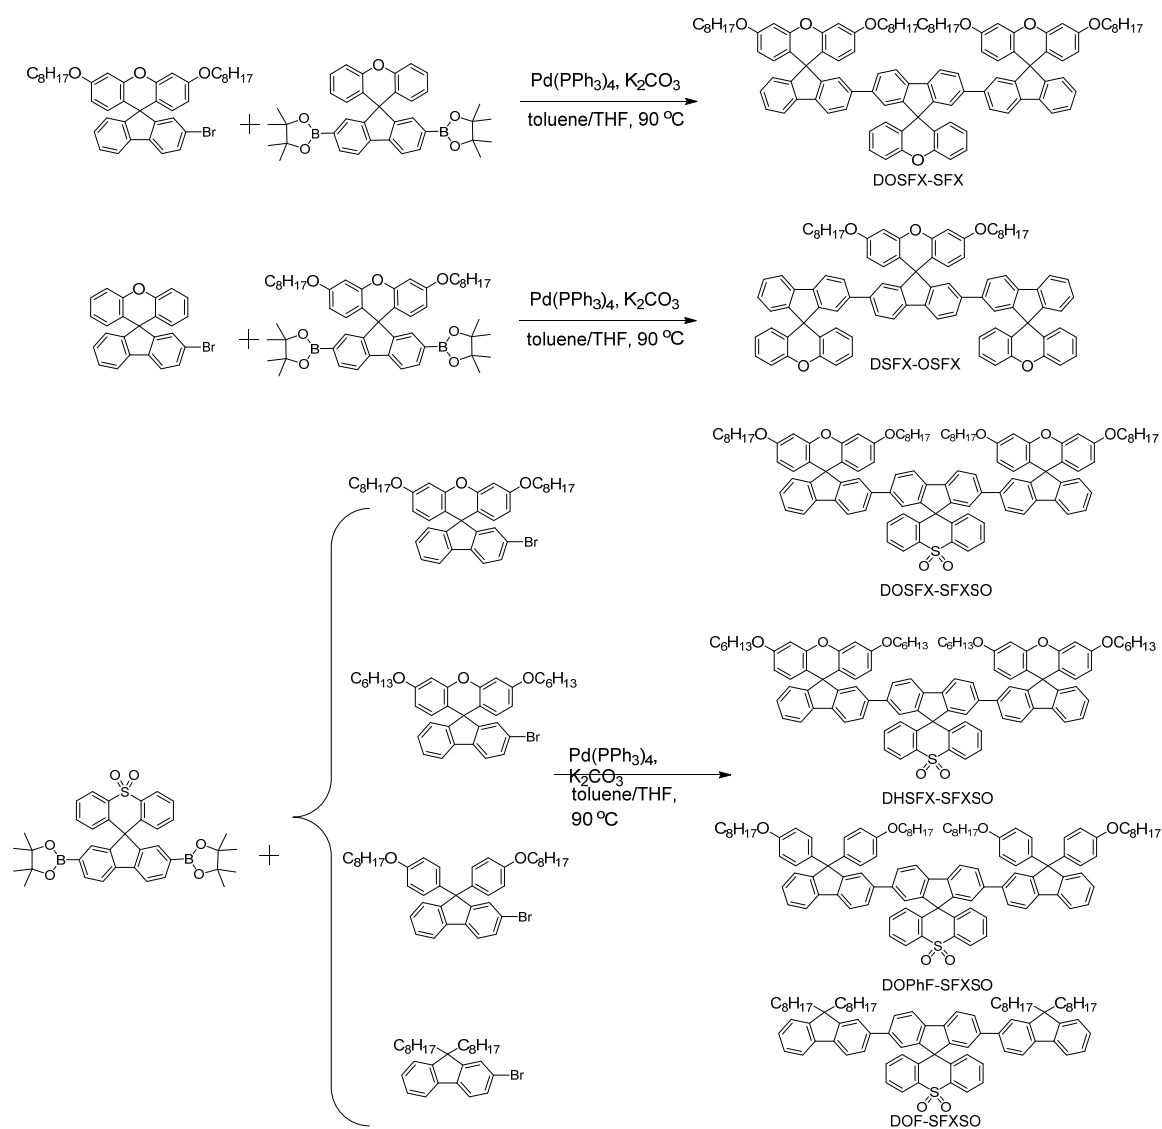 C8H17O O OC8H17
Br
+
O
O B O
B O
Pd(PPh3)4, K2CO3
toluene/THF, 90 oC
C8H17O O OC8H17 C8H17O O OC8H17
O
DOSFX-SFX
O
Br
+
C8H17O O OC8H17
O B O
O B O
Pd(PPh3)4, K2CO3
toluene/THF, 90 oC
C8H17O O OC8H17
O O
DSFX-OSFX
C8H17O O OC8H17
Br
C8H17O O OC8H17 C8H17O O OC8H17
S
O O
DOSFX-SFXSO
C6H13O O OC6H13
Br
C6H13O O OC6H13 C6H13O O OC6H13
S
O O
DHSFX-SFXSO
O O
S
O B O
O B O
+
Pd(PPh3)4,
K2CO3
toluene/THF,
90 oC
C8H17O OC8H17
Br
C8H17O OC8H17 C8H17O OC8H17
S
O O
DOPhF-SFXSO
C8H17 C8H17
Br
C8H17 C8H17 C8H17 C8H17
S
O O
DOF-SFXSO